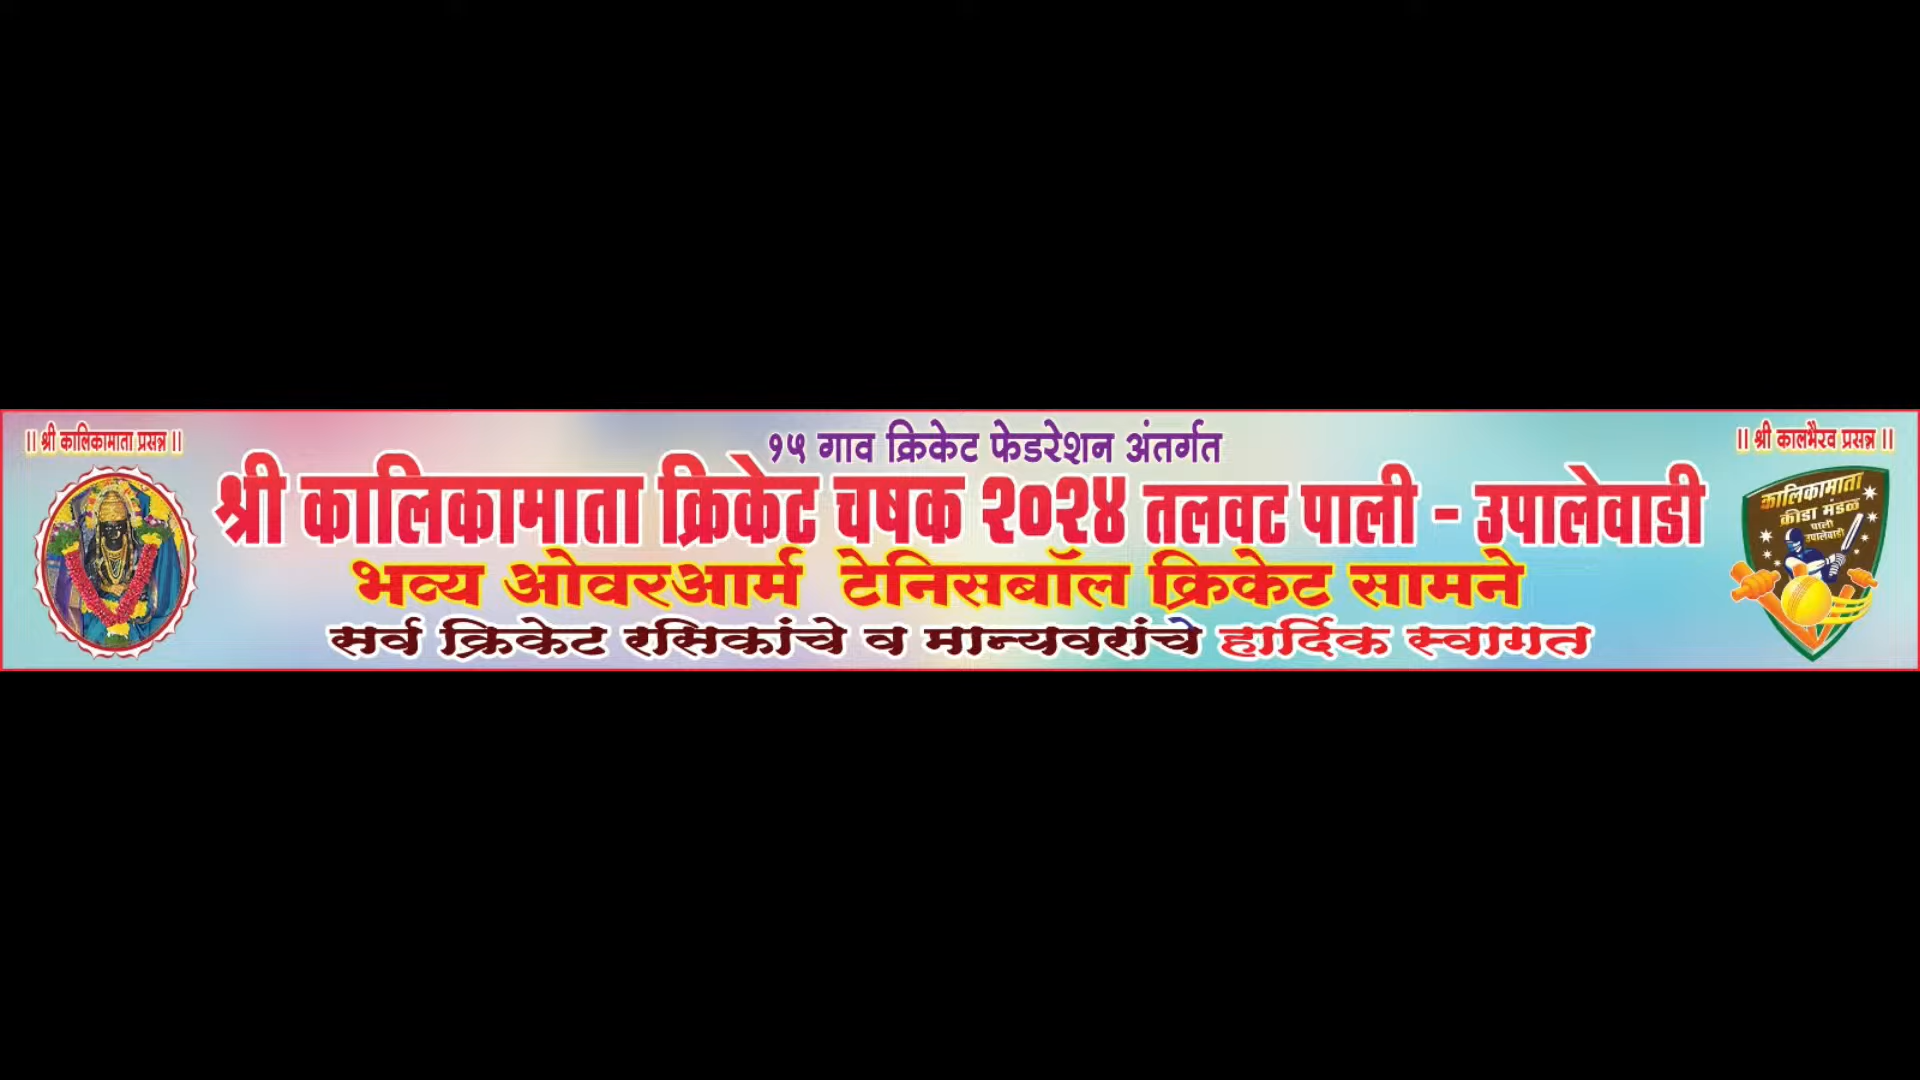 || श्री कालिकामाता प्रसन्न ||
१५ गाव क्रिकेट फेडरेशन अंतर्गत
|| श्री कालभैरव प्रसन्न ||
श्री कालिकामाता क्रिकेट चषक २०२४ तलवट पाली - उपालेवाडी
भव्य ओवरआर्म टेनिसबॉल क्रिकेट सामने
सर्व क्रिकेट रसिकांचे व मान्यवरांचे हार्दिक स्वागत
कालिकामाता
क्रीडा मंडळ
पाली
उपालेवाडी